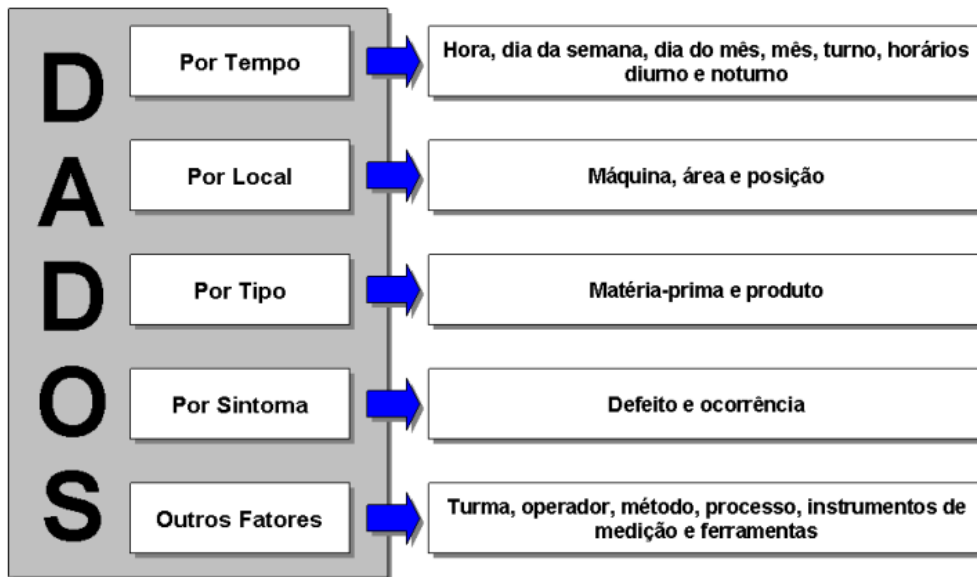 DADOS
Por Tempo
Hora, dia da semana, dia do mês, mês, turno, horários
diurno e noturno
Por Local
Máquina, área e posição
Por Tipo
Matéria-prima e produto
Por Sintoma
Defeito e ocorrência
Outros Fatores
Turma, operador, método, processo, instrumentos de
medição e ferramentas